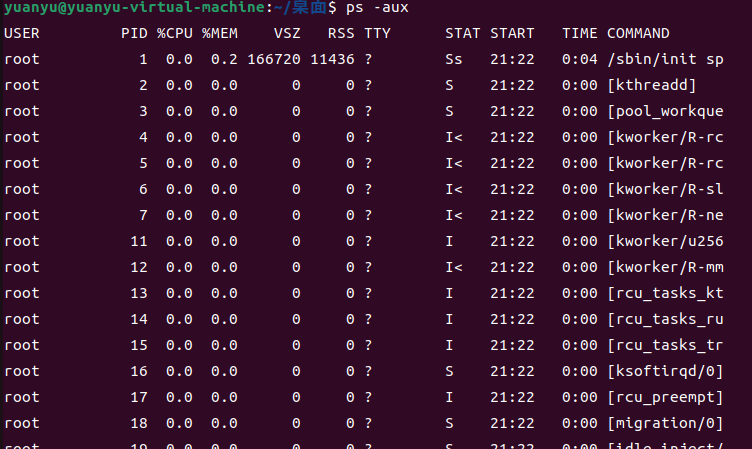 yuanyu@yuanyu-virtual-machine:~/桌面$ ps -aux
USER PID %CPU %MEM VSZ RSS TTY STAT START TIME COMMAND
root 1 0.0 0.2 166720 11436 ? Ss 21:22 0:04 /sbin/init sp
root 2 0.0 0.0 0 0 ? S 21:22 0:00 [kthreadd]
root 3 0.0 0.0 0 0 ? S 21:22 0:00 [pool_workque
root 4 0.0 0.0 0 0 ? I< 21:22 0:00 [kworker/R-rc
root 5 0.0 0.0 0 0 ? I< 21:22 0:00 [kworker/R-rc
root 6 0.0 0.0 0 0 ? I< 21:22 0:00 [kworker/R-sl
root 7 0.0 0.0 0 0 ? I< 21:22 0:00 [kworker/R-ne
root 11 0.0 0.0 0 0 ? I 21:22 0:00 [kworker/u256
root 12 0.0 0.0 0 0 ? I< 21:22 0:00 [kworker/R-mm
root 13 0.0 0.0 0 0 ? I 21:22 0:00 [rcu_tasks_kt
root 14 0.0 0.0 0 0 ? I 21:22 0:00 [rcu_tasks_ru
root 15 0.0 0.0 0 0 ? I 21:22 0:00 [rcu_tasks_tr
root 16 0.0 0.0 0 0 ? S 21:22 0:00 [ksoftirqd/0]
root 17 0.0 0.0 0 0 ? I 21:22 0:00 [rcu_preempt]
root 18 0.0 0.0 0 0 ? S 21:22 0:00 [migration/0]
root 19 0.0 0.0 0 0 ? S 21:22 0:00 [idle_inject/